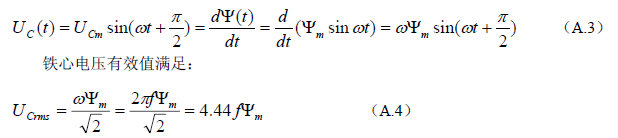 U_C(t) = U_{Cm} sin(ωt + π/2) = dΨ(t)/dt = d/dt (Ψ_m sin ωt) = ωΨ_m sin(ωt + π/2) （A.3）
铁心电压有效值满足：
U_{Crms} = ωΨ_m/√2 = 2πfΨ_m/√2 = 4.44 fΨ_m （A.4）